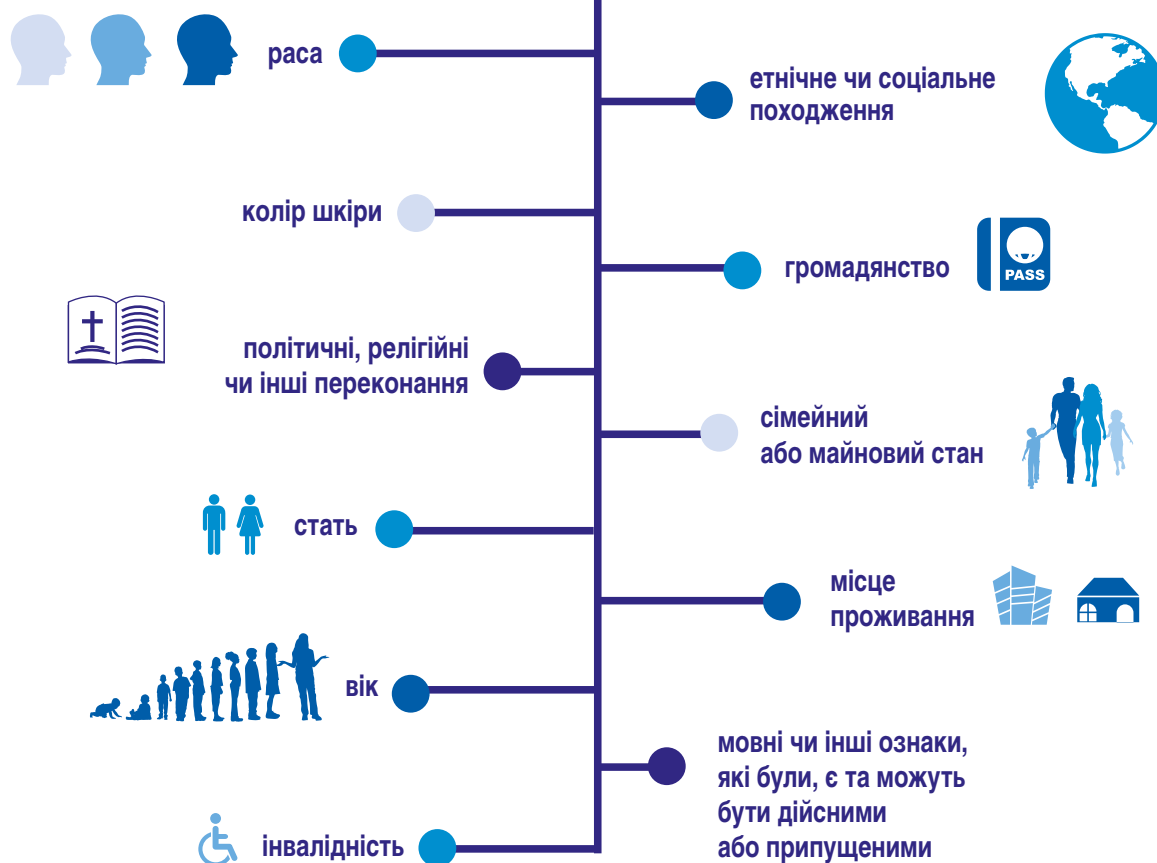 раса
етнічне чи соціальне
походження
колір шкіри
громадянство
PASS
політичні, релігійні
чи інші переконання
сімейний
або майновий стан
стать
місце
проживання
вік
мовні чи інші ознаки,
які були, є та можуть
бути дійсними
або припущеними
інвалідність